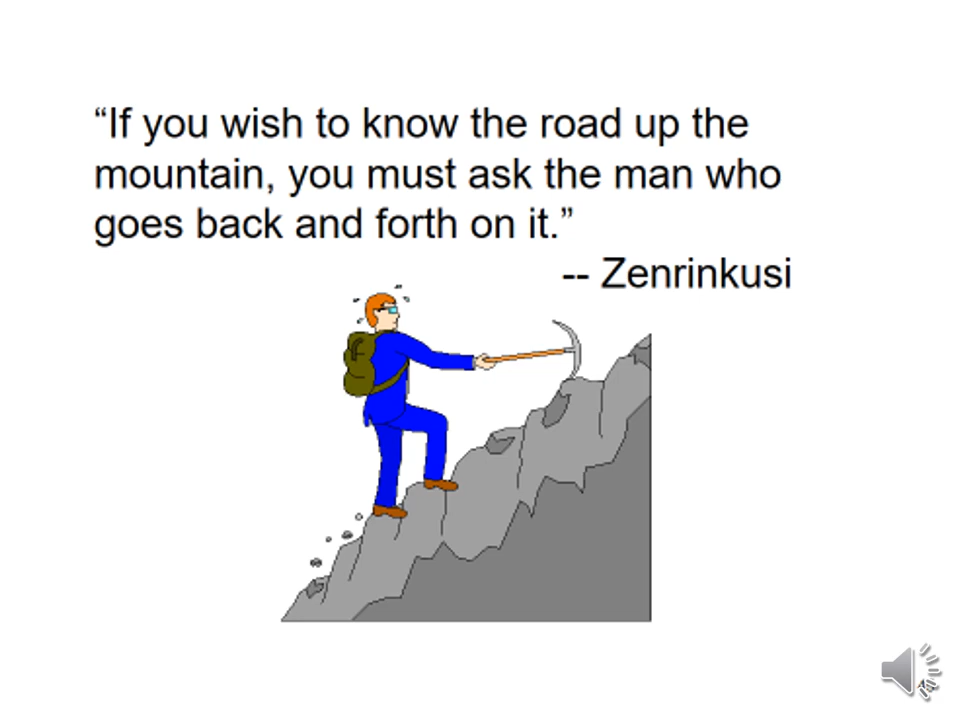 “If you wish to know the road up the
mountain, you must ask the man who
goes back and forth on it.”
-- Zenrinkusi